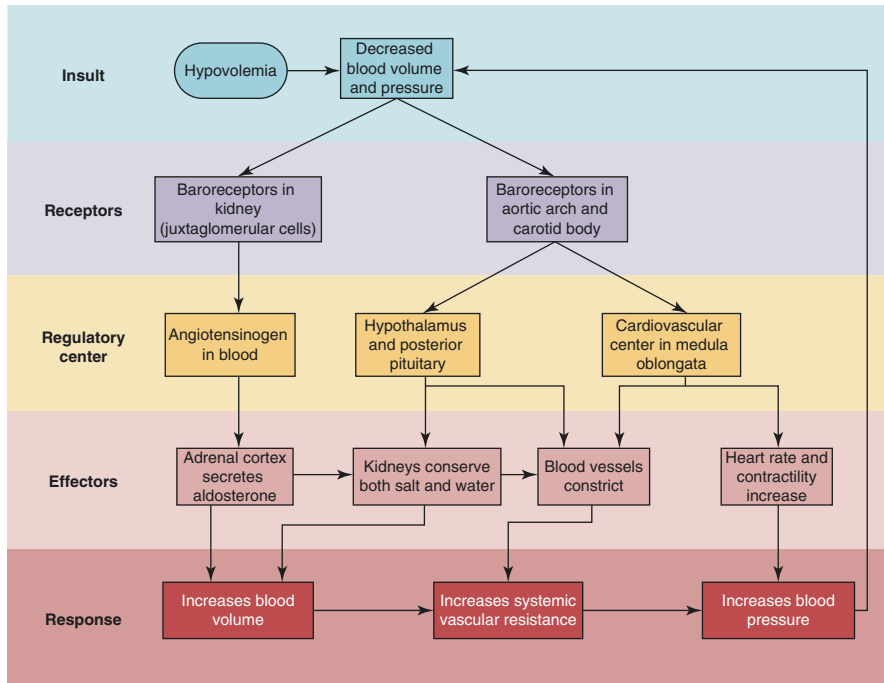 Insult
Hypovolemia
Decreased
blood volume
and pressure
Receptors
Baroreceptors in
kidney
(juxtaglomerular cells)
Baroreceptors in
aortic arch and
carotid body
Regulatory
center
Angiotensinogen
in blood
Hypothalamus
and posterior
pituitary
Cardiovascular
center in medula
oblongata
Effectors
Adrenal cortex
secretes
aldosterone
Kidneys conserve
both salt and water
Blood vessels
constrict
Heart rate and
contractility
increase
Response
Increases blood
volume
Increases systemic
vascular resistance
Increases blood
pressure